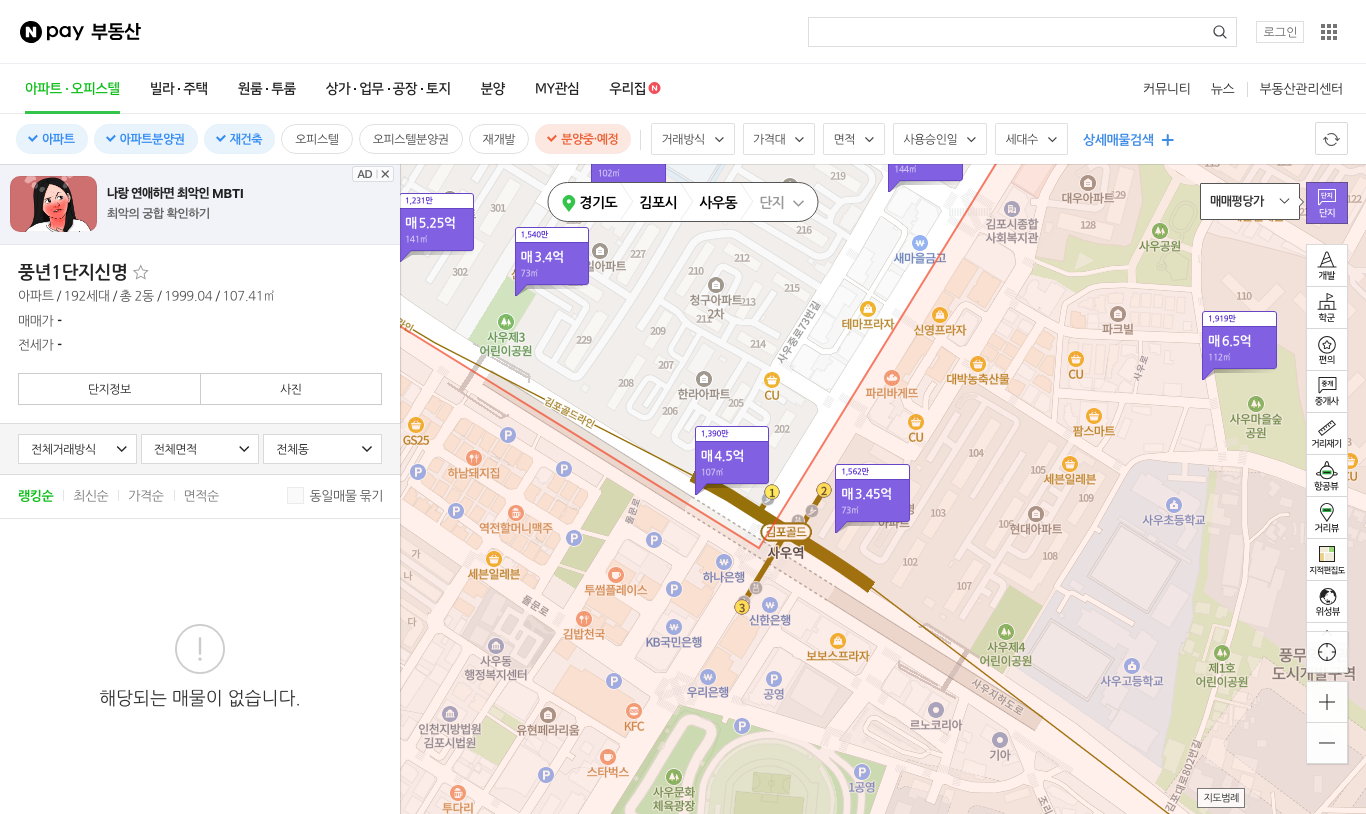 N pay 부동산
로그인
아파트·오피스텔 빌라·주택 원룸·투룸 상가·업무·공장·토지 분양 MY관심 우리집 N
커뮤니티 뉴스 부동산관리센터
아파트 아파트분양권 재건축 오피스텔 오피스텔분양권 재개발 분양중·예정 거래방식 가격대 면적 사용승인일 세대수 상세매물검색
AD
나랑 연애하면 최악인 MBTI
최악의 궁합 확인하기
풍년1단지신명
아파트 / 192세대 / 총 2동 / 1999.04 / 107.41㎡
매매가 -
전세가 -
단지정보 사진
전체거래방식 전체면적 전체동
랭킹순 최신순 가격순 면적순 동일매물 묶기
해당되는 매물이 없습니다.
경기도 김포시 사우동 단지
매매평당가
단지
단지
개발
학군
편의
중개
중개사
거리재기
항공뷰
거리뷰
지적편집도
위성뷰
지도범례
102㎡
144㎡
1,231만
매 5.25억
141㎡
1,540만
매 3.4억
73㎡
1,919만
매 6.5억
112㎡
1,390만
매 4.5억
107㎡
1,562만
매 3.45억
73㎡
301
302
216
217
210
212
213
215
209
229
208
207
206
205
202
129
128
110
109
108
107
102
103
대우아파트
김포시종합
사회복지관
사우공원
새마을금고
청구아파트
2차
테마프라자
신영프라자
파크빌
사우제3
어린이공원
사우중로73번길
사우로
김포골드라인
한라아파트
CU
파리바게뜨
대박농축산물
CU
CU
팜스마트
사우마을숲
공원
GS25
하남돼지집
세븐일레븐
역전할머니맥주
돌문로
현대아파트
사우초등학교
1
2
3
김포골드
사우역
하나은행
세븐일레븐
투썸플레이스
신한은행
돌문로
김밥천국
KB국민은행
보보스프라자
사우제4
어린이공원
제1호
어린이공원
사우고등학교
사우동
행정복지센터
우리은행
공영
사우지하도로
르노코리아
기아
인천지방법원
김포시법원
유현페라리움
KFC
스타벅스
1공영
사우문화
체육광장
투다리
김포대로802번길
가
나
다